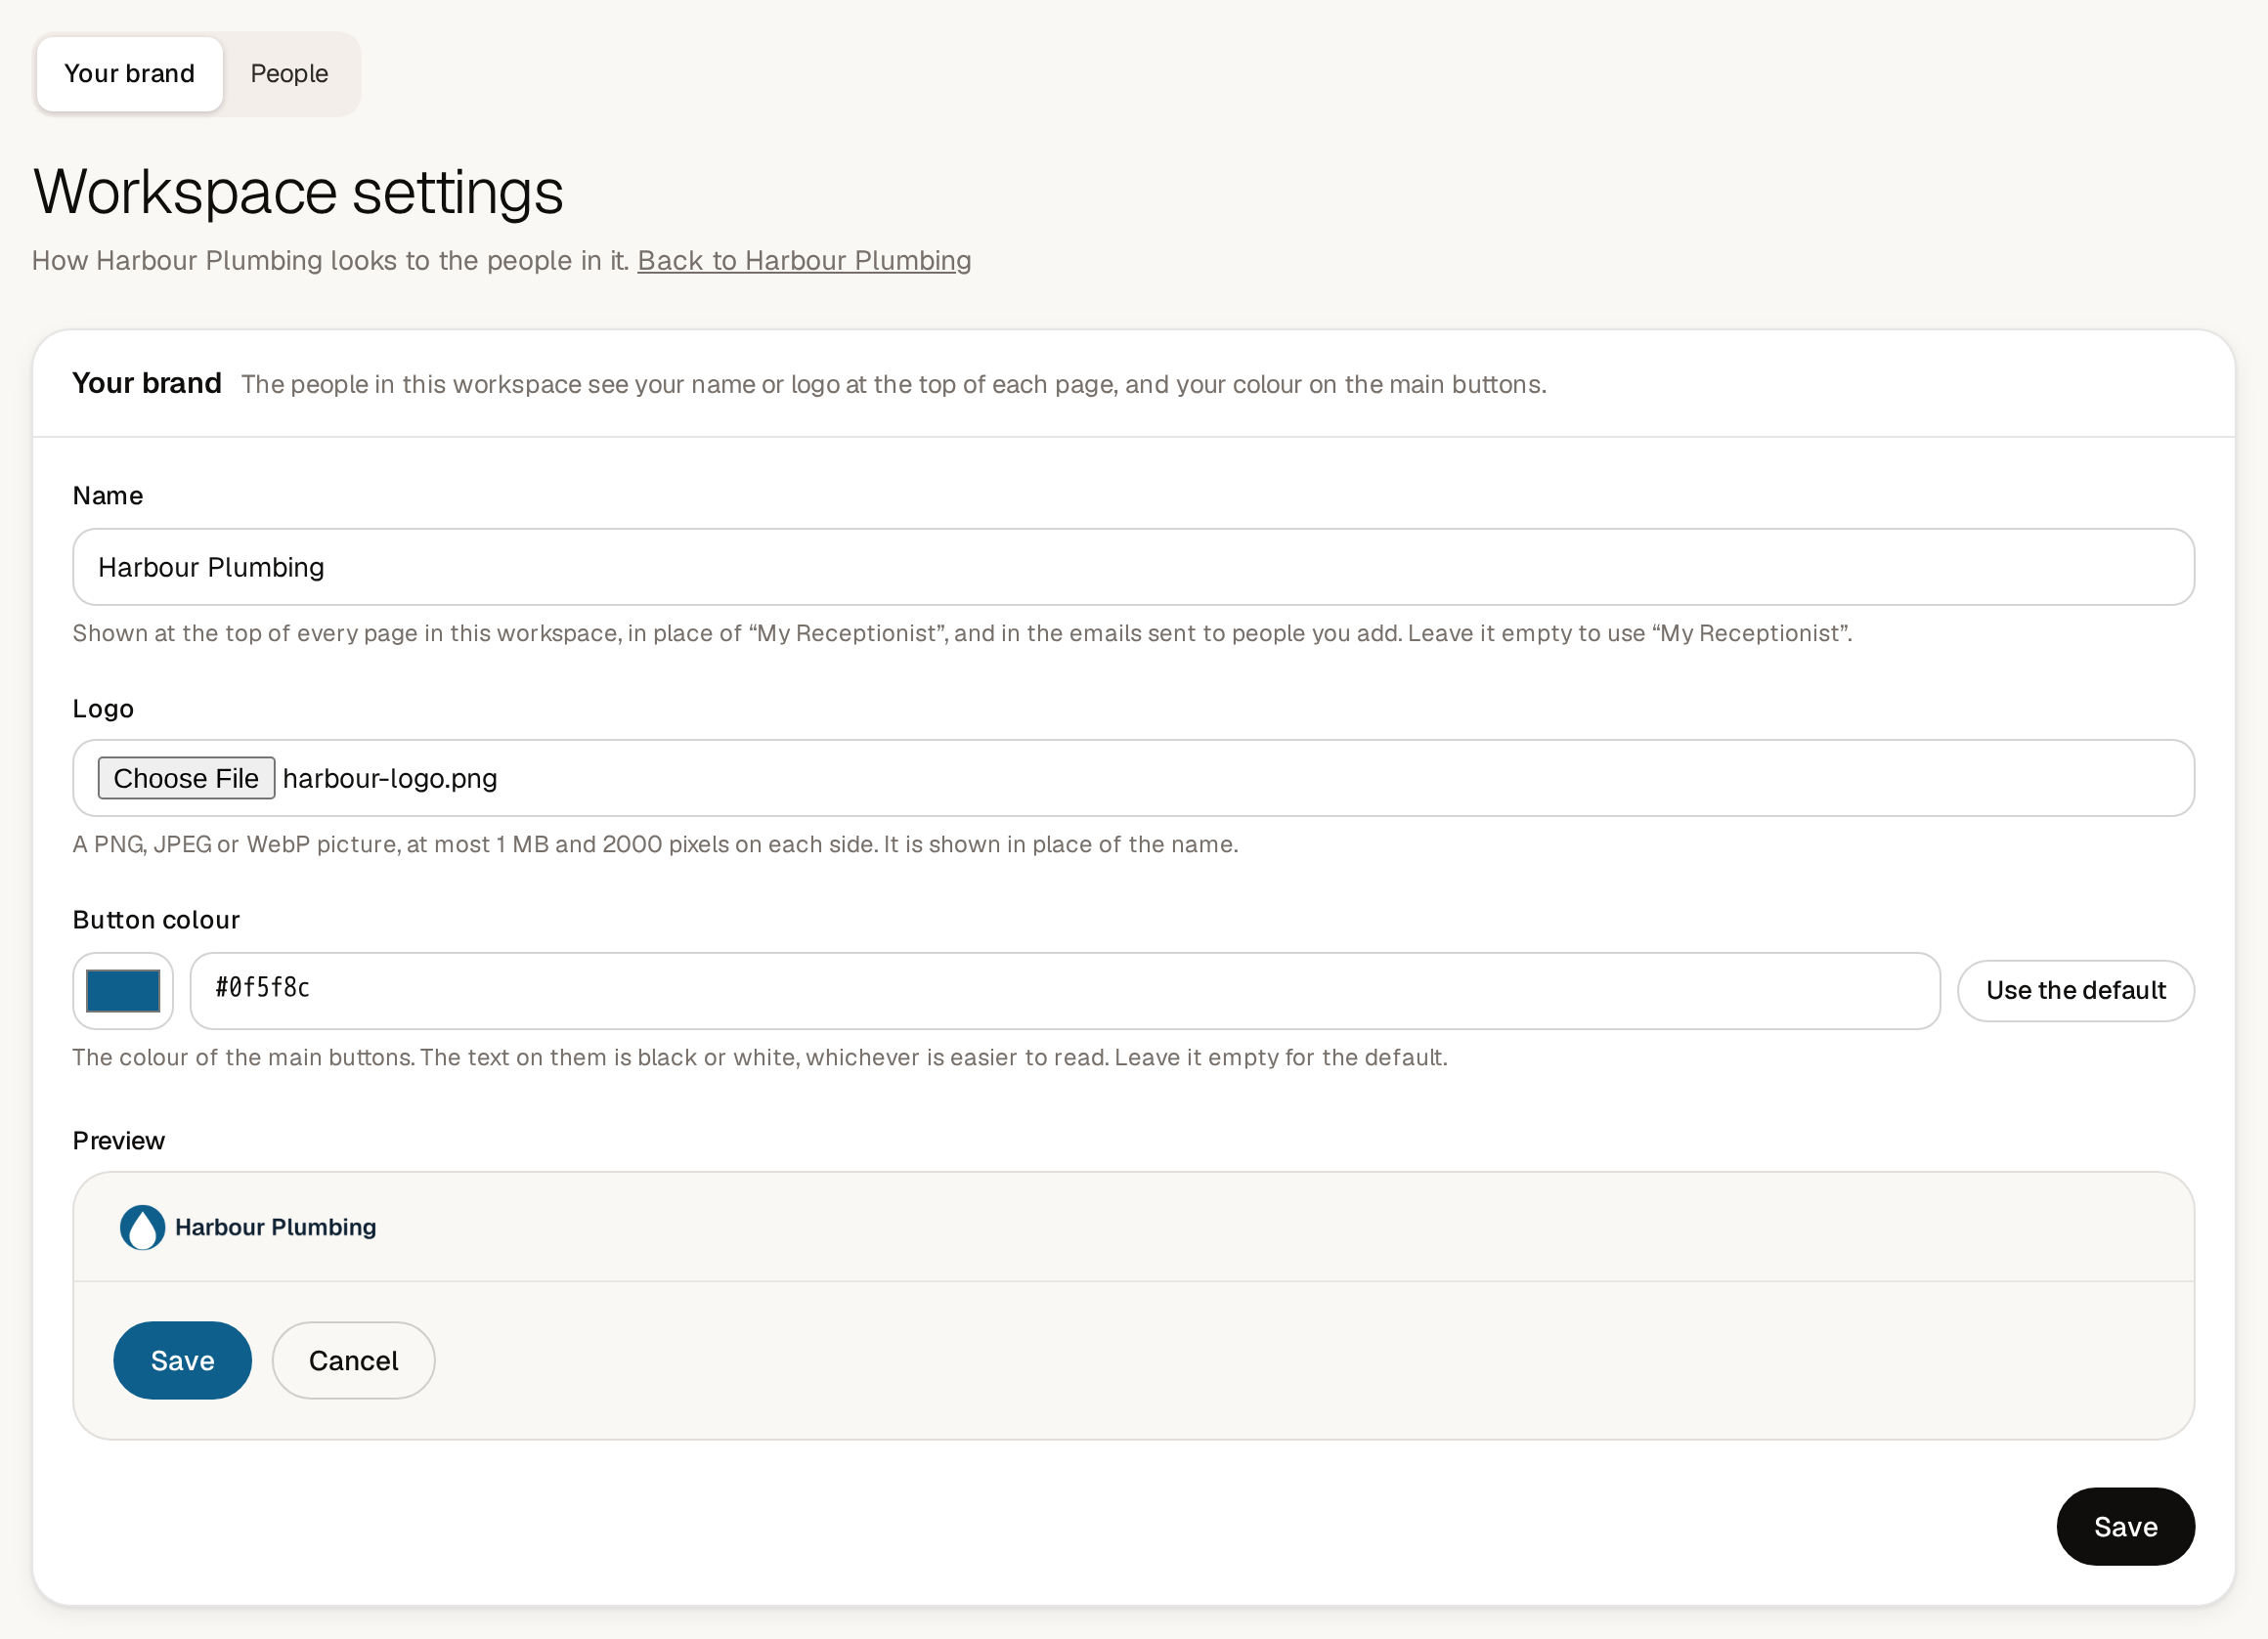 Your brand
People
Workspace settings
How Harbour Plumbing looks to the people in it. Back to Harbour Plumbing
Your brand The people in this workspace see your name or logo at the top of each page, and your colour on the main buttons.
Name
Harbour Plumbing
Shown at the top of every page in this workspace, in place of “My Receptionist”, and in the emails sent to people you add. Leave it empty to use “My Receptionist”.
Logo
Choose File harbour-logo.png
A PNG, JPEG or WebP picture, at most 1 MB and 2000 pixels on each side. It is shown in place of the name.
Button colour
#0f5f8c
Use the default
The colour of the main buttons. The text on them is black or white, whichever is easier to read. Leave it empty for the default.
Preview
Harbour Plumbing
Save
Cancel
Save